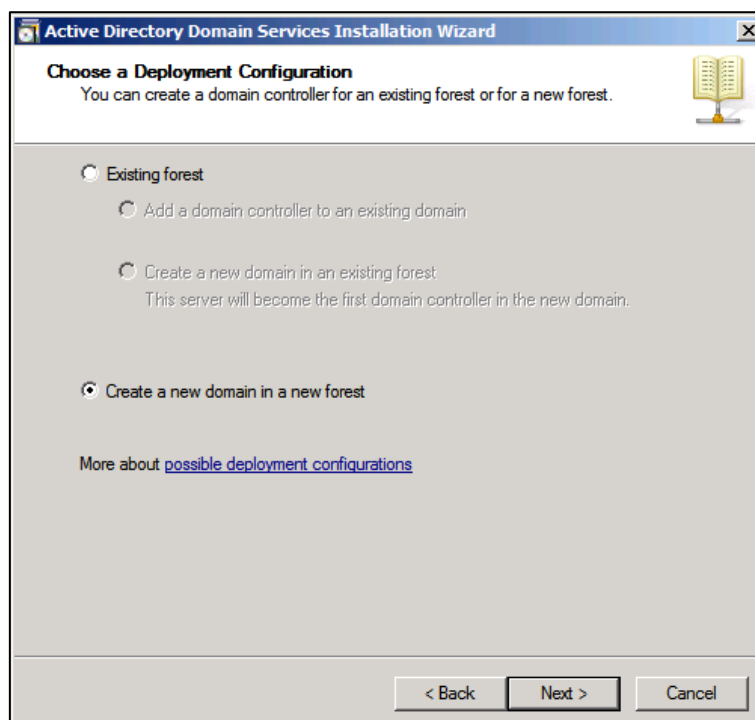 Active Directory Domain Services Installation Wizard
Choose a Deployment Configuration
You can create a domain controller for an existing forest or for a new forest.
Existing forest
Add a domain controller to an existing domain
Create a new domain in an existing forest
This server will become the first domain controller in the new domain.
Create a new domain in a new forest
More about possible deployment configurations
< Back Next > Cancel